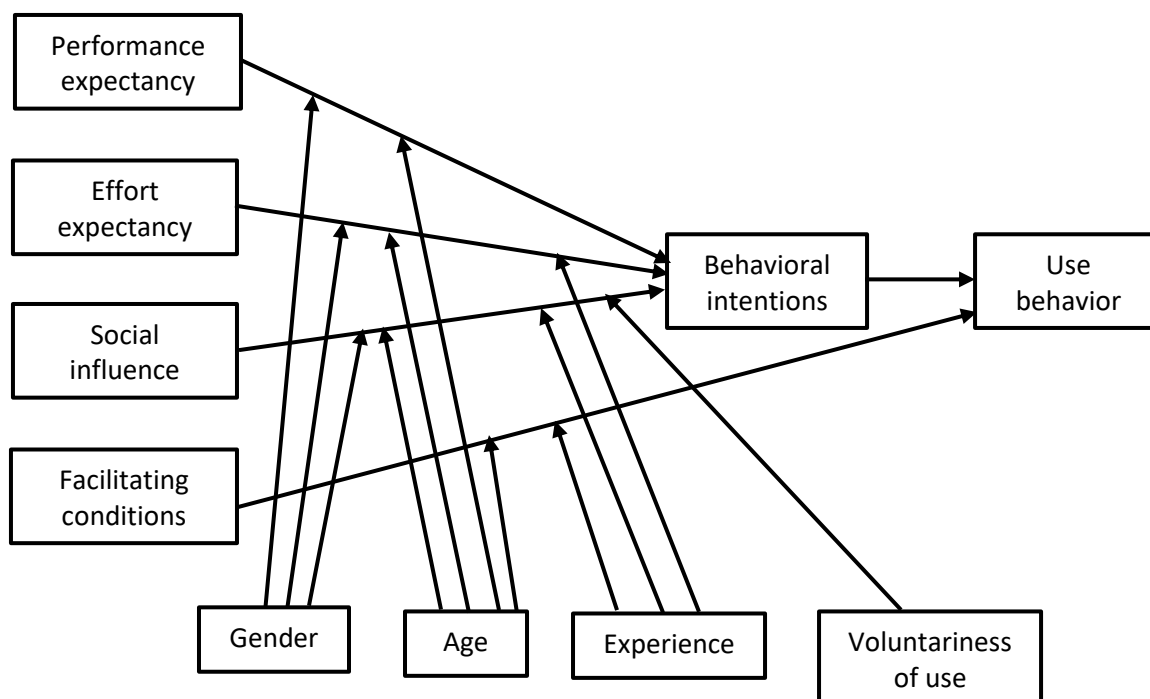 Performance
expectancy
Effort
expectancy
Social
influence
Facilitating
conditions
Behavioral
intentions
Use
behavior
Gender
Age
Experience
Voluntariness
of use